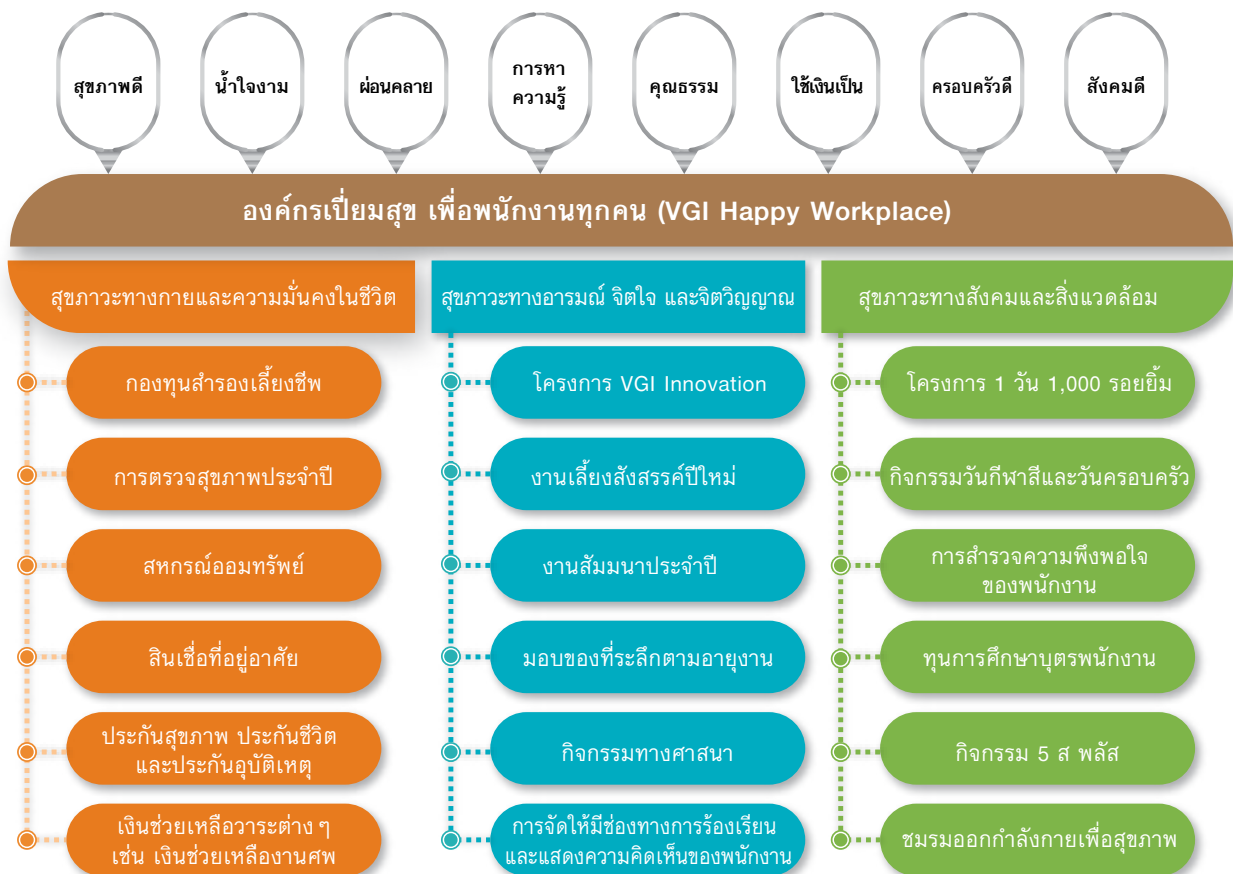 สุขภาพดี
น้ำใจงาม
ผ่อนคลาย
การหา
ความรู้
คุณธรรม
ใช้เงินเป็น
ครอบครัวดี
สังคมดี
องค์กรเปี่ยมสุข เพื่อพนักงานทุกคน (VGI Happy Workplace)
สุขภาวะทางกายและความมั่นคงในชีวิต
กองทุนสำรองเลี้ยงชีพ
การตรวจสุขภาพประจำปี
สหกรณ์ออมทรัพย์
สินเชื่อที่อยู่อาศัย
ประกันสุขภาพ ประกันชีวิต
และประกันอุบัติเหตุ
เงินช่วยเหลือวาระต่าง ๆ
เช่น เงินช่วยเหลืองานศพ
สุขภาวะทางอารมณ์ จิตใจ และจิตวิญญาณ
โครงการ VGI Innovation
งานเลี้ยงสังสรรค์ปีใหม่
งานสัมมนาประจำปี
มอบของที่ระลึกตามอายุงาน
กิจกรรมทางศาสนา
การจัดให้มีช่องทางการร้องเรียน
และแสดงความคิดเห็นของพนักงาน
สุขภาวะทางสังคมและสิ่งแวดล้อม
โครงการ 1 วัน 1,000 รอยยิ้ม
กิจกรรมวันกีฬาสีและวันครอบครัว
การสำรวจความพึงพอใจ
ของพนักงาน
ทุนการศึกษาบุตรพนักงาน
กิจกรรม 5 ส พลัส
ชมรมออกกำลังกายเพื่อสุขภาพ